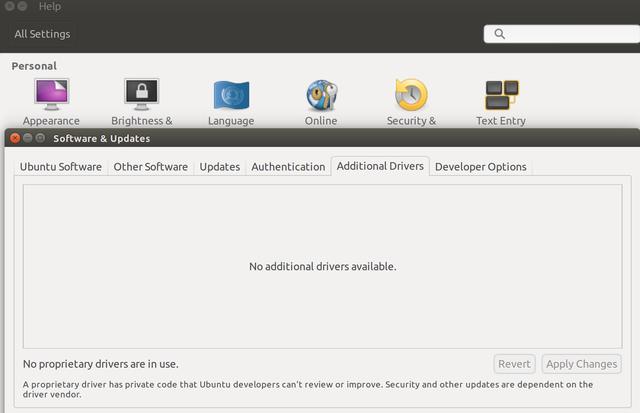 Help
All Settings
Personal
Appearance
Brightness &
Language
Online
Security &
Text Entry
Software & Updates
Ubuntu Software
Other Software
Updates
Authentication
Additional Drivers
Developer Options
No additional drivers available.
No proprietary drivers are in use.
Revert
Apply Changes
A proprietary driver has private code that Ubuntu developers can't review or improve. Security and other updates are dependent on the
driver vendor.